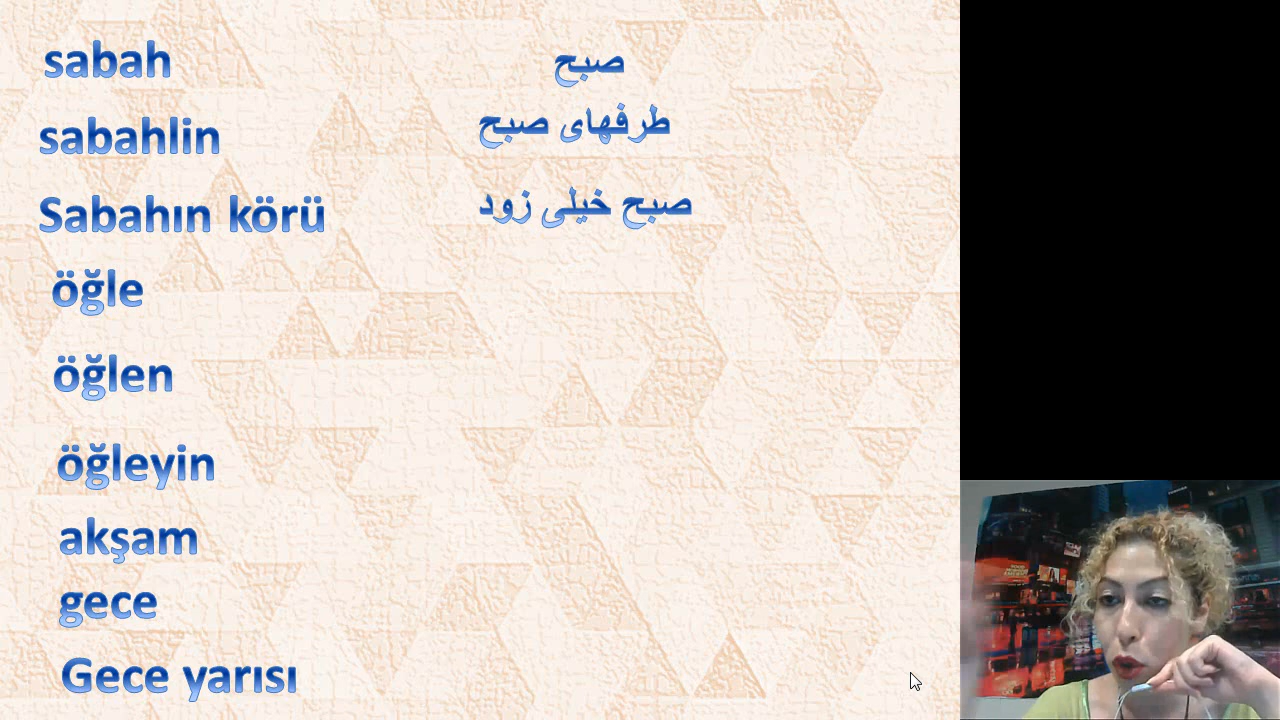 sabah
صبح
sabahlin
طرفهای صبح
Sabahın körü
صبح خیلی زود
öğle
öğlen
öğleyin
akşam
gece
Gece yarısı